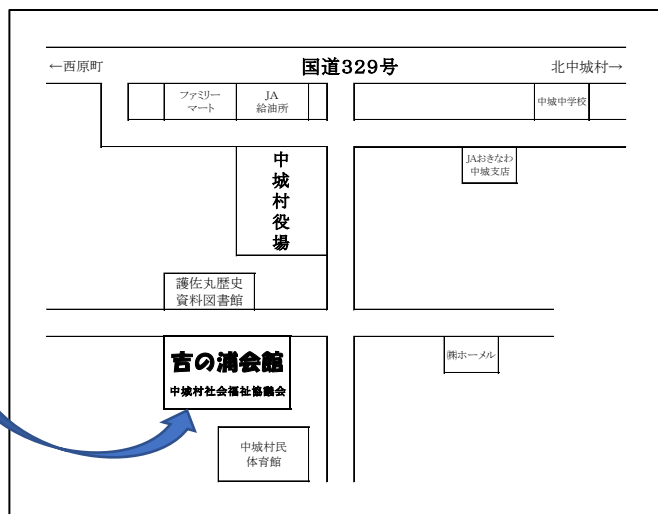 ←西原町
国道329号
北中城村→
ファミリー
マート
JA
給油所
中城中学校
中城村役場
JAおきなわ
中城支店
護佐丸歴史
資料図書館
吉の浦会館
中城村社会福祉協議会
㈱ホーメル
中城村民
体育館